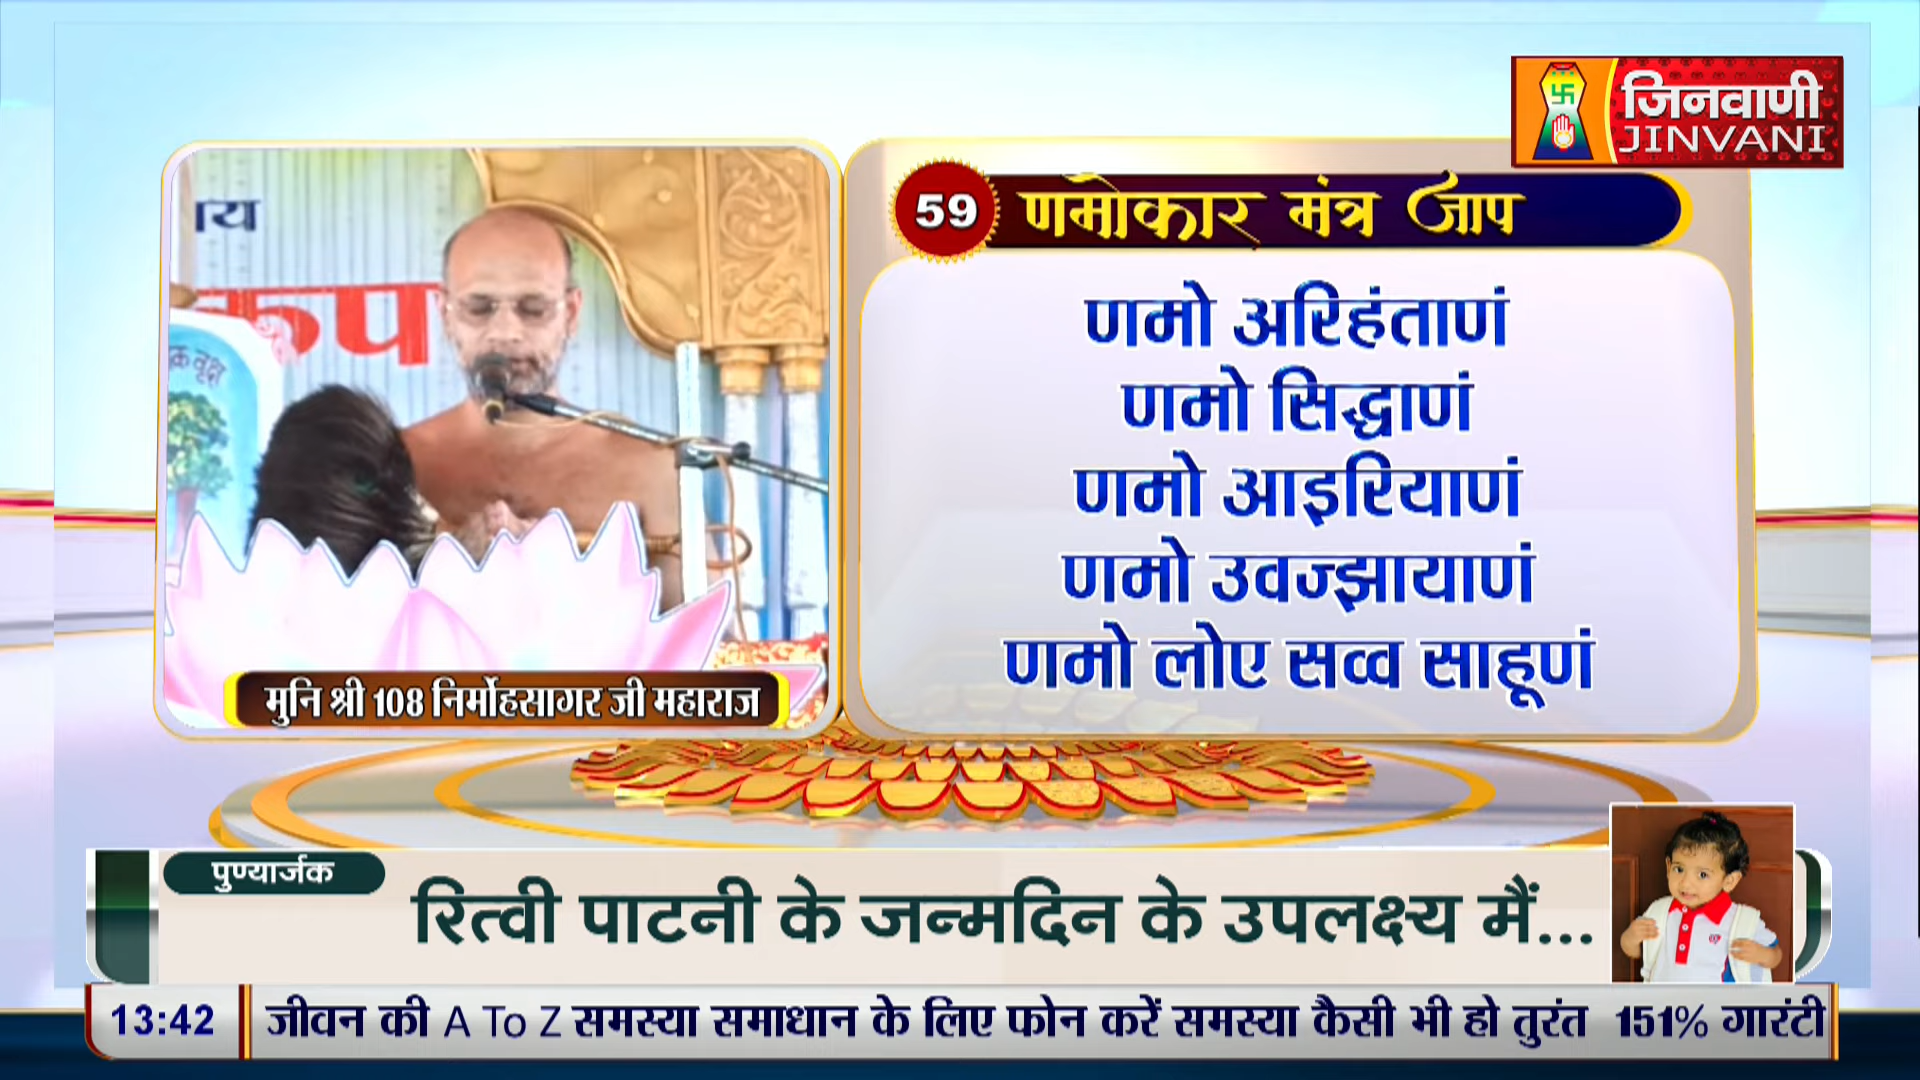 जिनवाणी
JINVANI
59 णमोकार मंत्र जाप
णमो अरिहंताणं
णमो सिद्धाणं
णमो आइरियाणं
णमो उवज्झायाणं
णमो लोए सव्व साहूणं
मुनि श्री 108 निर्मोहसागर जी महाराज
पुण्यार्जक
रित्वी पाटनी के जन्मदिन के उपलक्ष्य मैं...
13:42 जीवन की A To Z समस्या समाधान के लिए फोन करें समस्या कैसी भी हो तुरंत 151% गारंटी